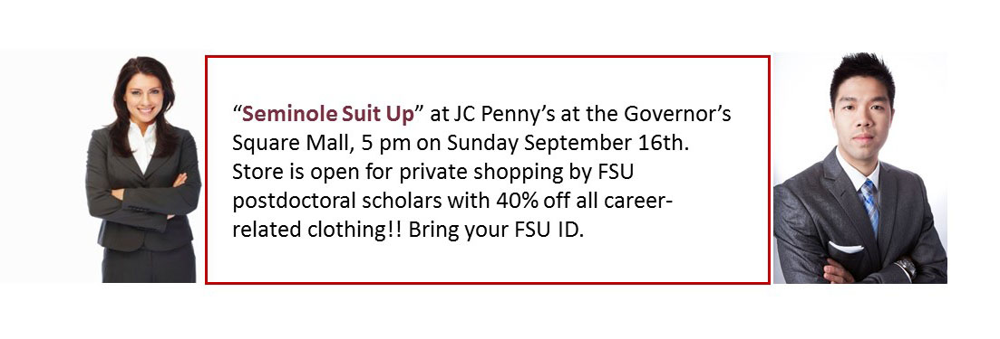 “Seminole Suit Up” at JC Penny’s at the Governor’s
Square Mall, 5 pm on Sunday September 16th.
Store is open for private shopping by FSU
postdoctoral scholars with 40% off all career-
related clothing!! Bring your FSU ID.